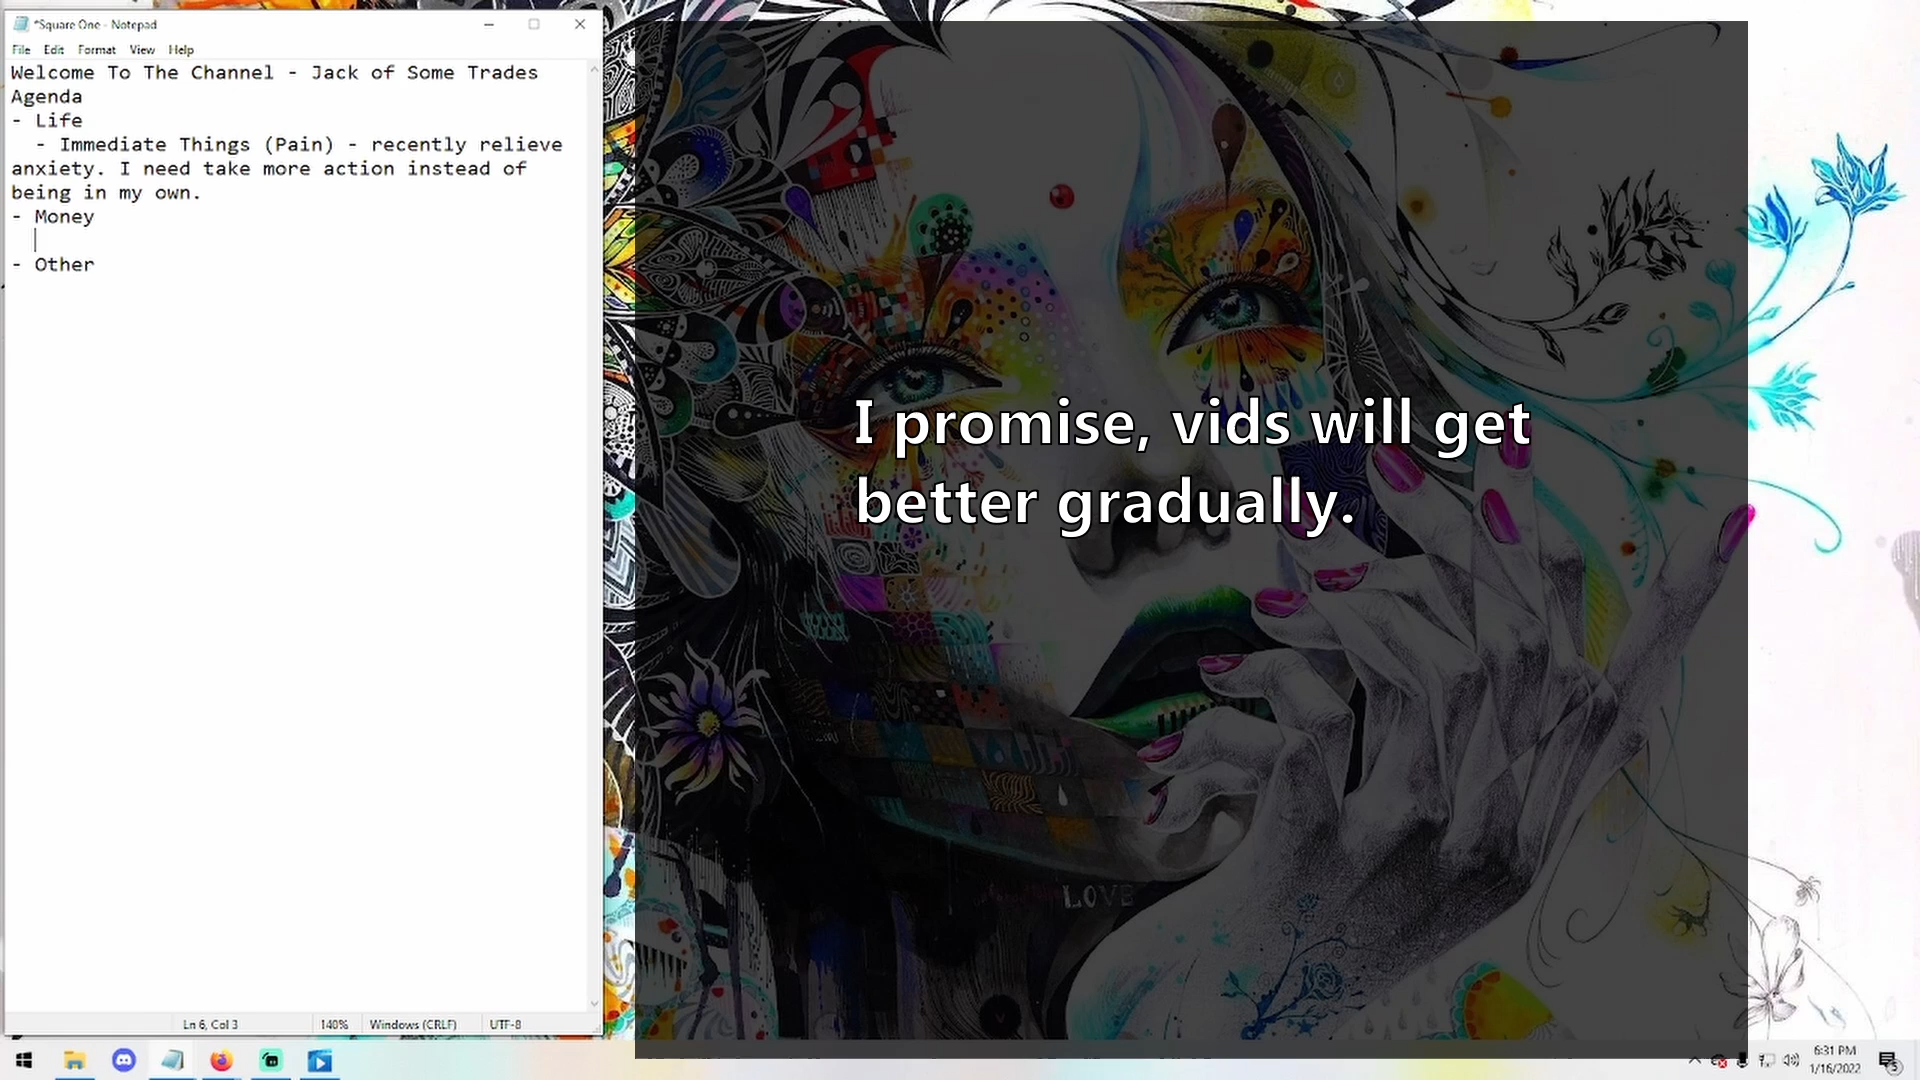 *Square One - Notepad
File Edit Format View Help
Welcome To The Channel - Jack of Some Trades
Agenda
- Life
- Immediate Things (Pain) - recently relieve
anxiety. I need take more action instead of
being in my own.
- Money
- Other
I promise, vids will get
better gradually.
LOVE
Ln 6, Col 3
140%
Windows (CRLF)
UTF-8
6:31 PM
1/16/2022
5